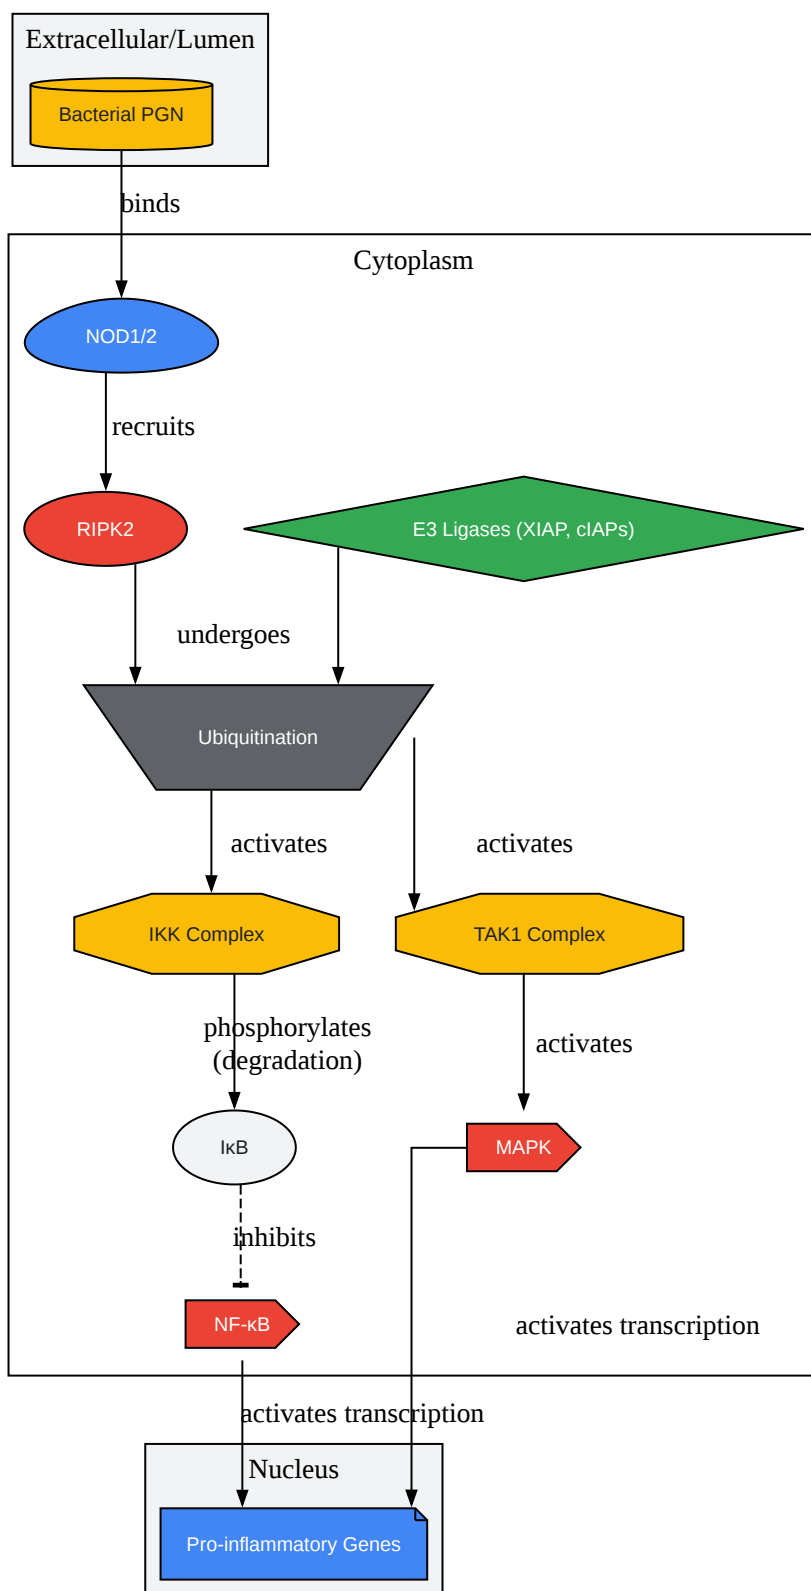 Extracellular/Lumen
Bacterial PGN
binds
Cytoplasm
NOD1/2
recruits
RIPK2
E3 Ligases (XIAP, cIAPs)
undergoes
Ubiquitination
activates
activates
IKK Complex
TAK1 Complex
phosphorylates
(degradation)
activates
IκB
MAPK
inhibits
NF-κB
activates transcription
activates transcription
Nucleus
Pro-inflammatory Genes